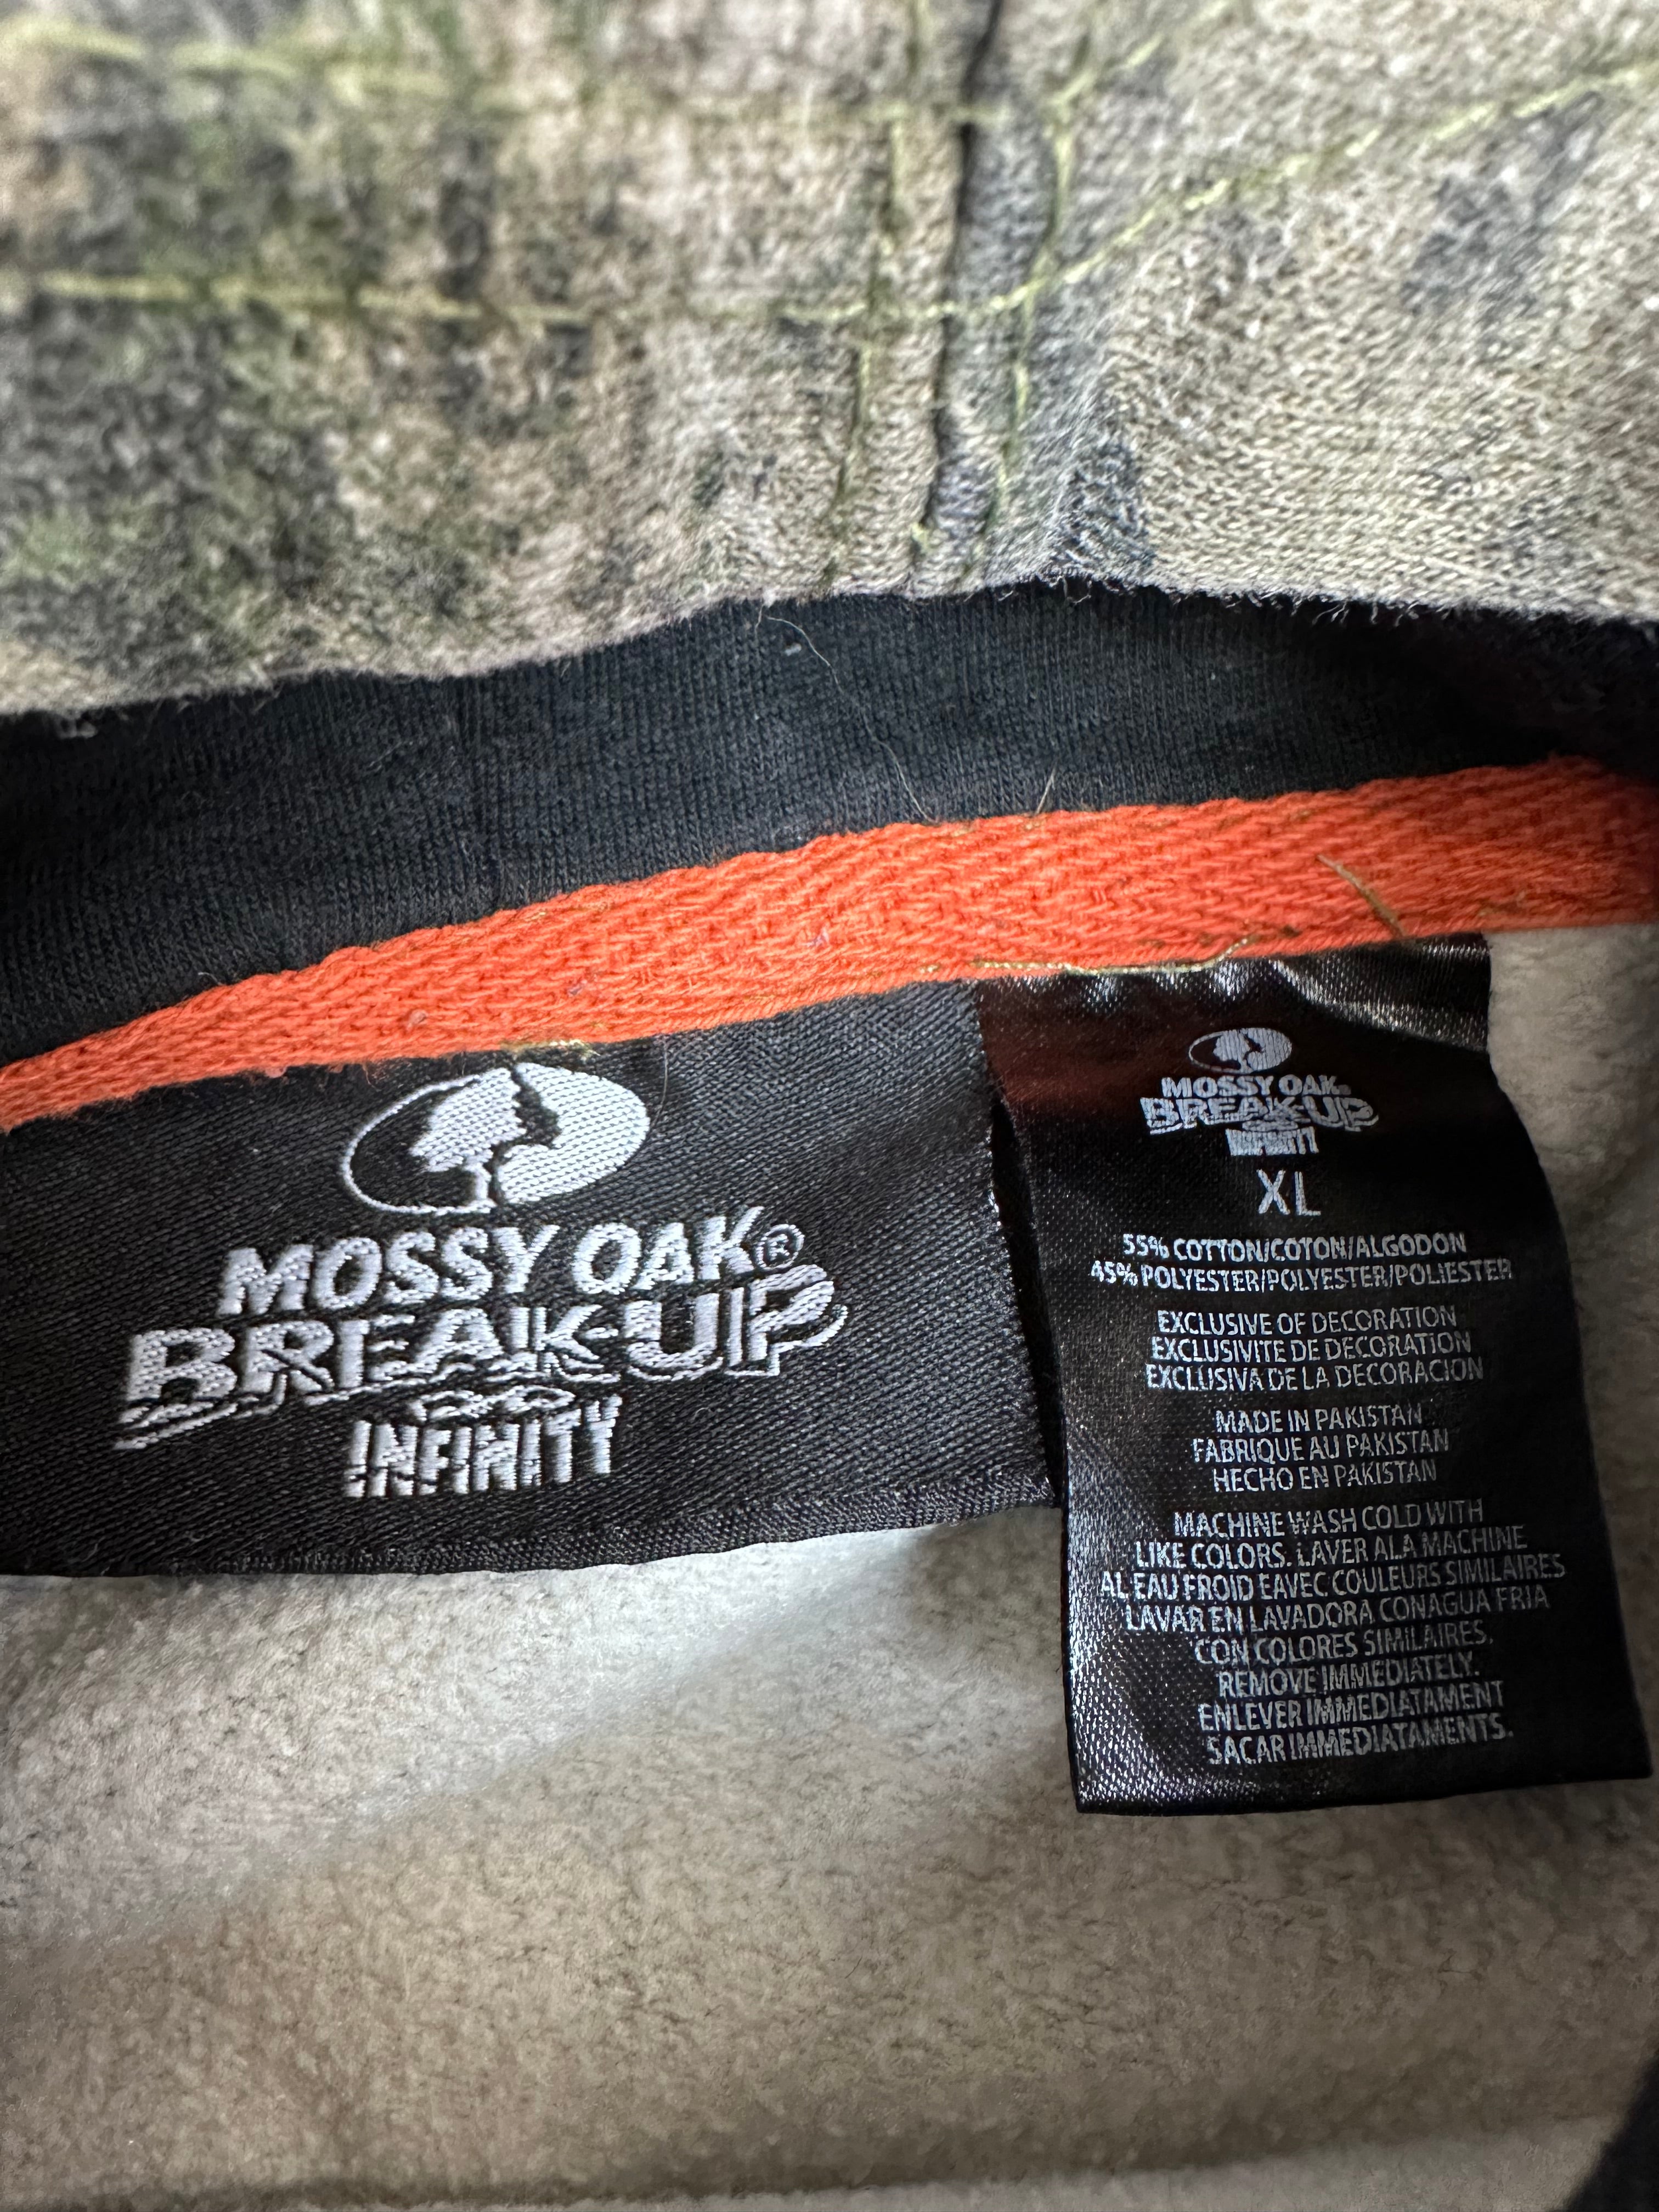 MOSSY OAK®
BREAK-UP
INFINITY
MOSSY OAK®
BREAK-UP
INFINITY
XL
55% COTTON/COTON/ALGODON
45% POLYESTER/POLYESTER/POLIESTER
EXCLUSIVE OF DECORATION
EXCLUSIVITE DE DECORATION
EXCLUSIVA DE LA DECORACION
MADE IN PAKISTAN
FABRIQUE AU PAKISTAN
HECHO EN PAKISTAN
MACHINE WASH COLD WITH
LIKE COLORS. LAVER ALA MACHINE
AL EAU FROID EAVEC COULEURS SIMILAIRES
LAVAR EN LAVADORA CONAGUA FRIA
CON COLORES SIMILAIRES.
REMOVE IMMEDIATELY.
ENLEVER IMMEDIATAMENT
SACAR IMMEDIATAMENTS.